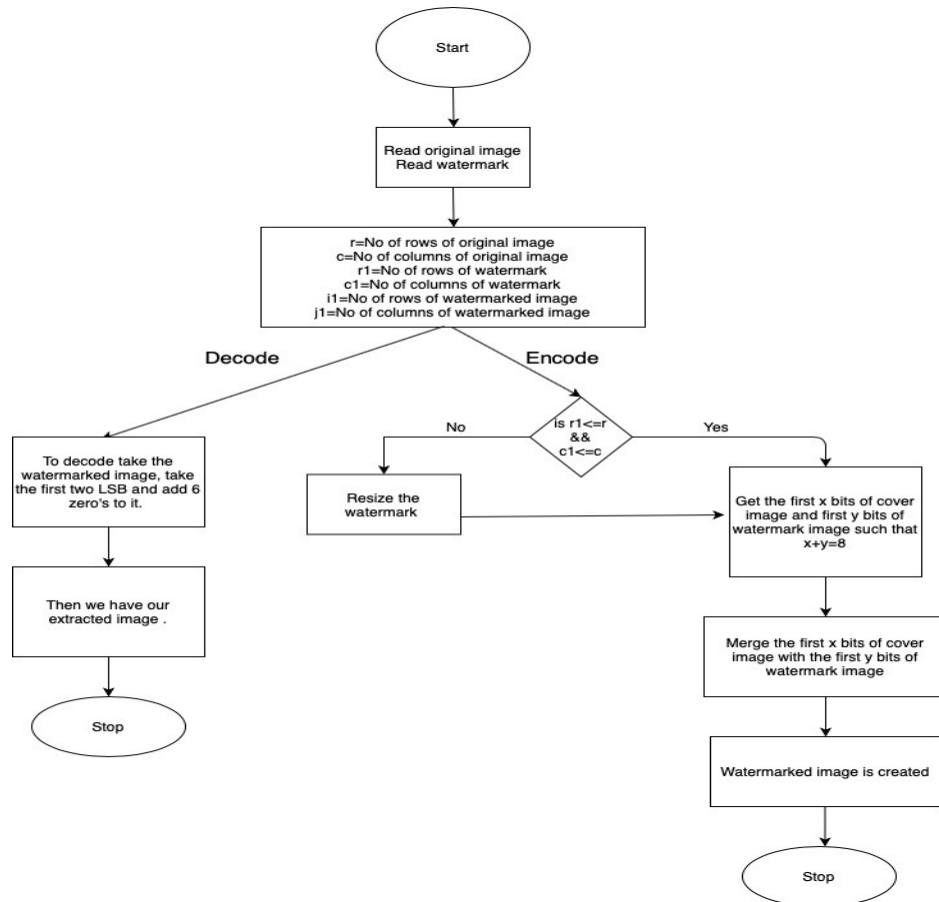 Start
Read original image
Read watermark
r=No of rows of original image
c=No of columns of original image
r1=No of rows of watermark
c1=No of columns of watermark
i1=No of rows of watermarked image
j1=No of columns of watermarked image
Decode
Encode
is r1<=r
&&
c1<=c
No
Yes
To decode take the
watermarked image, take
the first two LSB and add 6
zero's to it.
Resize the
watermark
Get the first x bits of cover
image and first y bits of
watermark image such that
x+y=8
Then we have our
extracted image .
Merge the first x bits of cover
image with the first y bits of
watermark image
Stop
Watermarked image is created
Stop